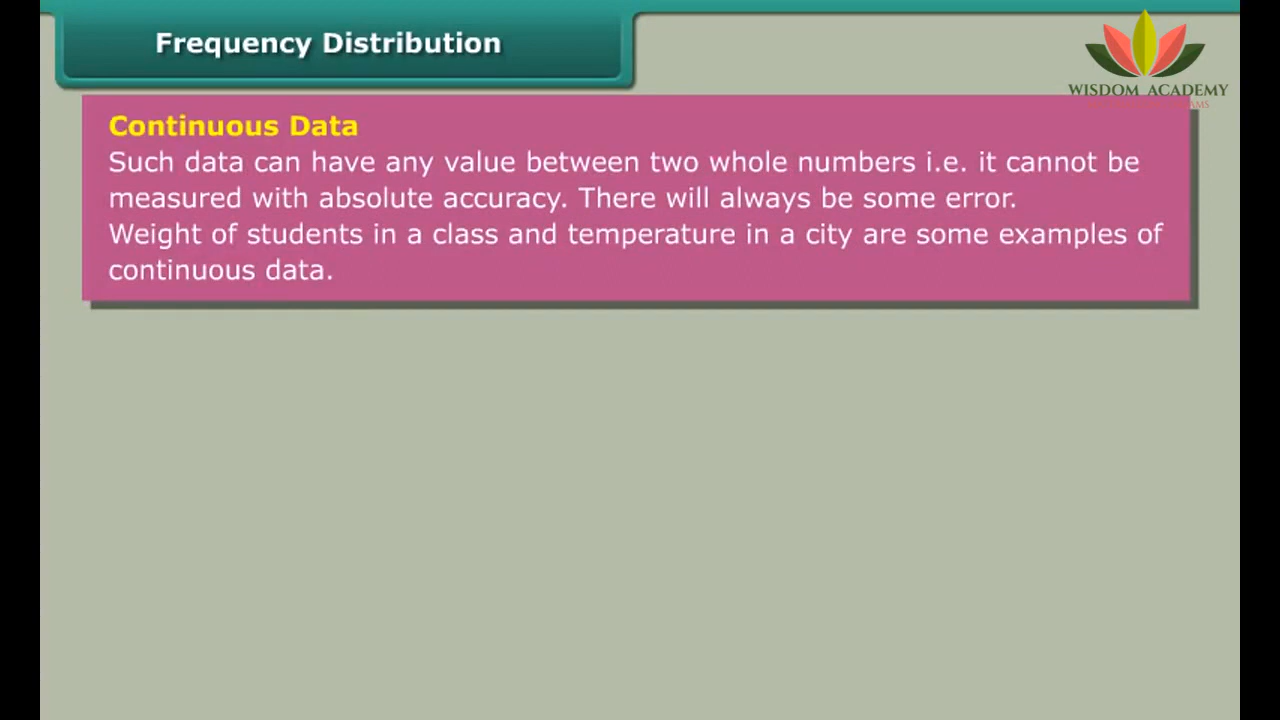 Frequency Distribution
WISDOM ACADEMY
Continuous Data
Such data can have any value between two whole numbers i.e. it cannot be
measured with absolute accuracy. There will always be some error.
Weight of students in a class and temperature in a city are some examples of
continuous data.